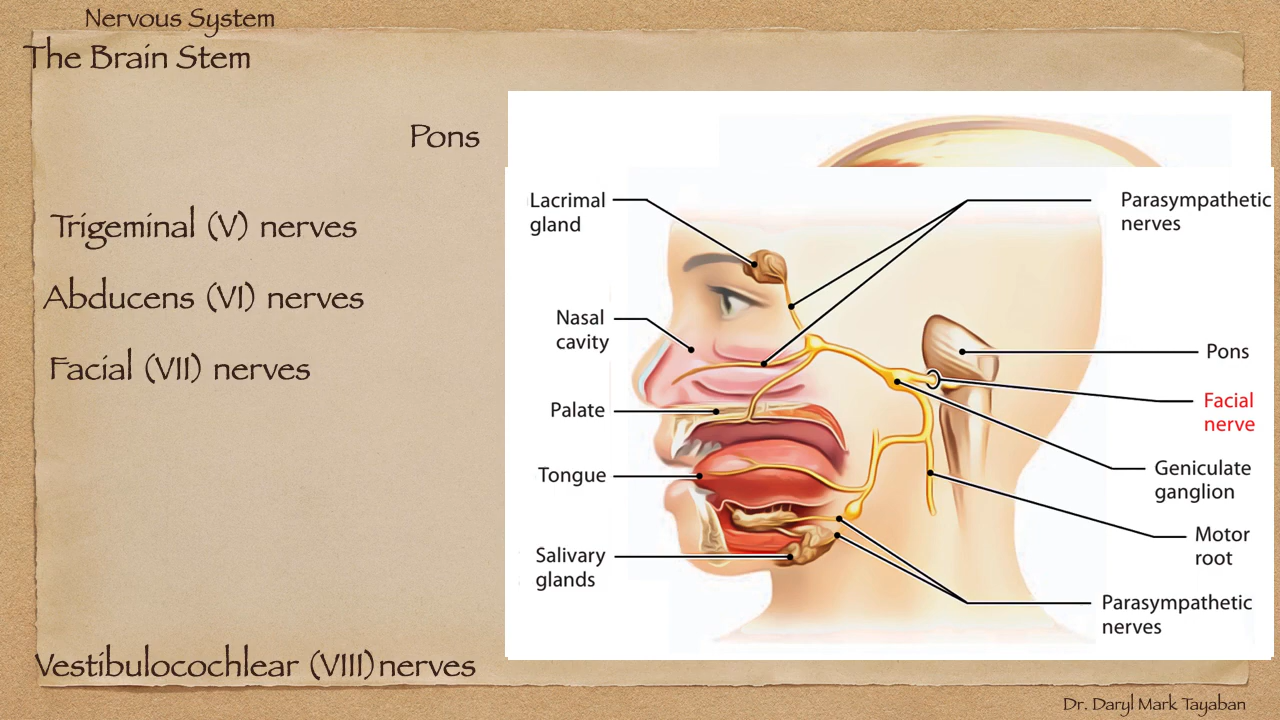 Nervous System
The Brain Stem
Pons
Trigeminal (V) nerves
Abducens (VI) nerves
Facial (VII) nerves
Vestibulocochlear (VIII) nerves
Lacrimal
gland
Nasal
cavity
Palate
Tongue
Salivary
glands
Parasympathetic
nerves
Pons
Facial
nerve
Geniculate
ganglion
Motor
root
Parasympathetic
nerves
Dr. Daryl Mark Tayaban